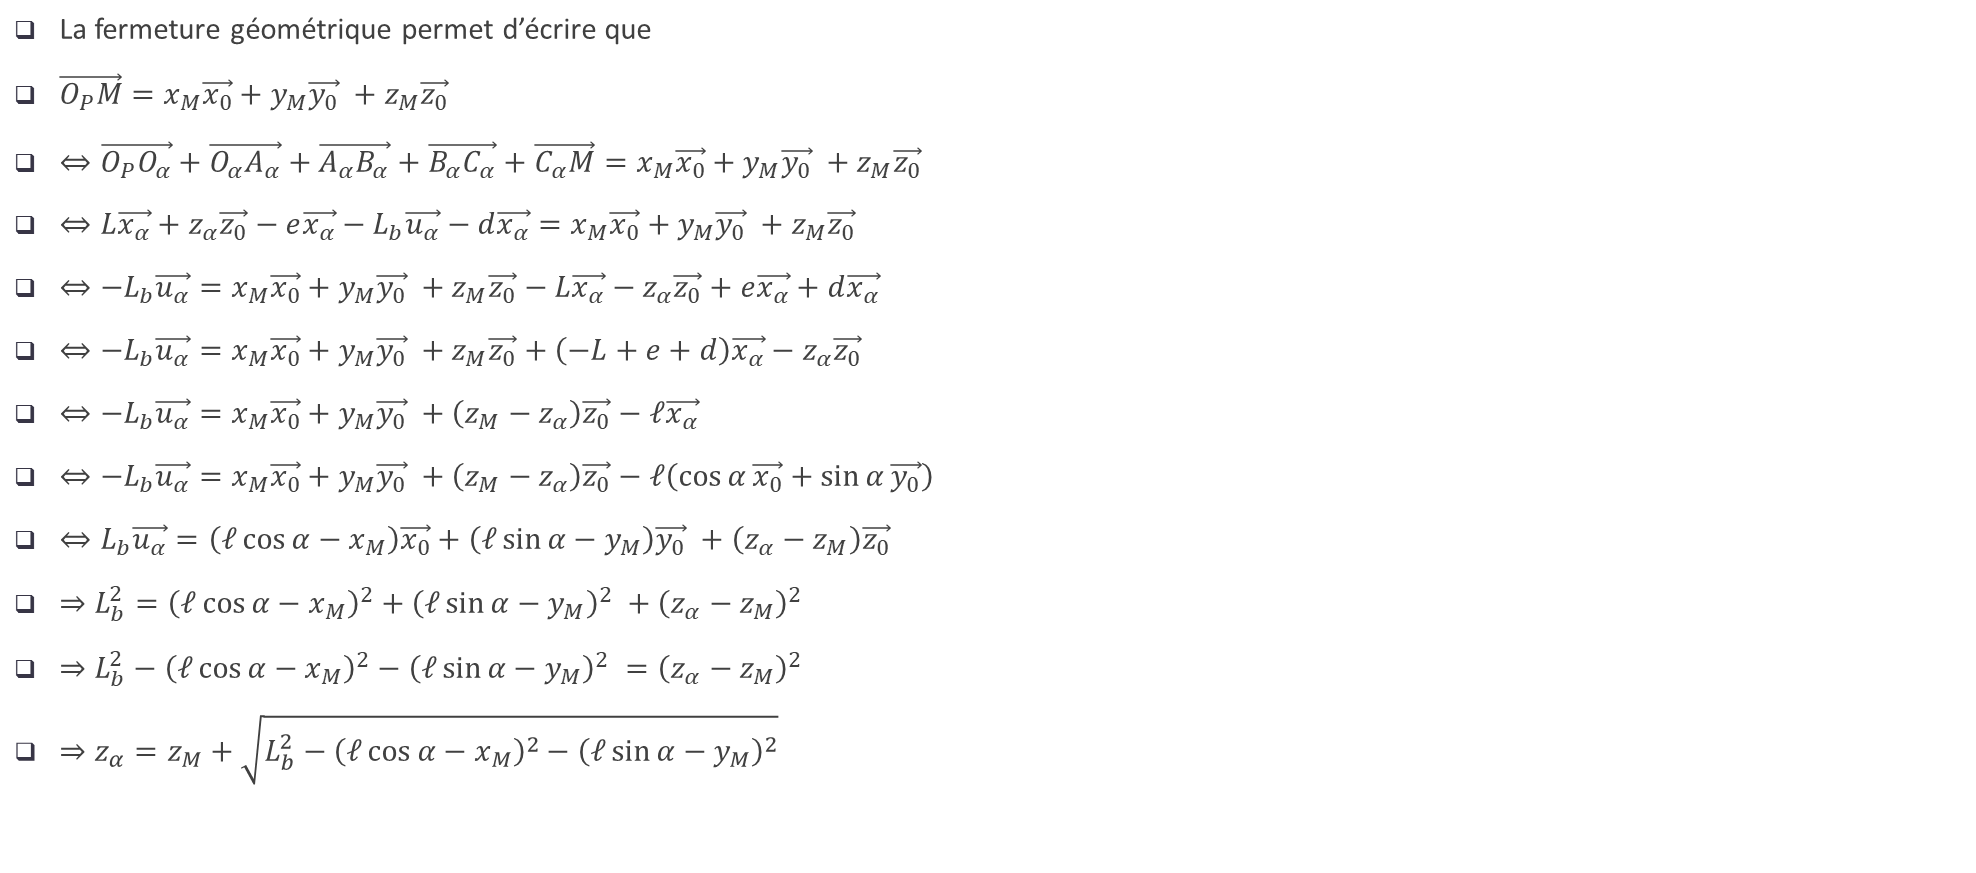 ❑ La fermeture géométrique permet d’écrire que
❑ $\overrightarrow{O_P M} = x_M \overrightarrow{x_0} + y_M \overrightarrow{y_0} + z_M \overrightarrow{z_0}$
❑ $\Leftrightarrow \overrightarrow{O_P O_\alpha} + \overrightarrow{O_\alpha A_\alpha} + \overrightarrow{A_\alpha B_\alpha} + \overrightarrow{B_\alpha C_\alpha} + \overrightarrow{C_\alpha M} = x_M \overrightarrow{x_0} + y_M \overrightarrow{y_0} + z_M \overrightarrow{z_0}$
❑ $\Leftrightarrow L\overrightarrow{x_\alpha} + z_\alpha \overrightarrow{z_0} - e\overrightarrow{x_\alpha} - L_b \overrightarrow{u_\alpha} - d\overrightarrow{x_\alpha} = x_M \overrightarrow{x_0} + y_M \overrightarrow{y_0} + z_M \overrightarrow{z_0}$
❑ $\Leftrightarrow -L_b \overrightarrow{u_\alpha} = x_M \overrightarrow{x_0} + y_M \overrightarrow{y_0} + z_M \overrightarrow{z_0} - L\overrightarrow{x_\alpha} - z_\alpha \overrightarrow{z_0} + e\overrightarrow{x_\alpha} + d\overrightarrow{x_\alpha}$
❑ $\Leftrightarrow -L_b \overrightarrow{u_\alpha} = x_M \overrightarrow{x_0} + y_M \overrightarrow{y_0} + z_M \overrightarrow{z_0} + (-L + e + d)\overrightarrow{x_\alpha} - z_\alpha \overrightarrow{z_0}$
❑ $\Leftrightarrow -L_b \overrightarrow{u_\alpha} = x_M \overrightarrow{x_0} + y_M \overrightarrow{y_0} + (z_M - z_\alpha)\overrightarrow{z_0} - \ell \overrightarrow{x_\alpha}$
❑ $\Leftrightarrow -L_b \overrightarrow{u_\alpha} = x_M \overrightarrow{x_0} + y_M \overrightarrow{y_0} + (z_M - z_\alpha)\overrightarrow{z_0} - \ell(\cos\alpha\, \overrightarrow{x_0} + \sin\alpha\, \overrightarrow{y_0})$
❑ $\Leftrightarrow L_b \overrightarrow{u_\alpha} = (\ell\cos\alpha - x_M)\overrightarrow{x_0} + (\ell\sin\alpha - y_M)\overrightarrow{y_0} + (z_\alpha - z_M)\overrightarrow{z_0}$
❑ $\Rightarrow L_b^2 = (\ell\cos\alpha - x_M)^2 + (\ell\sin\alpha - y_M)^2 + (z_\alpha - z_M)^2$
❑ $\Rightarrow L_b^2 - (\ell\cos\alpha - x_M)^2 - (\ell\sin\alpha - y_M)^2 = (z_\alpha - z_M)^2$
❑ $\Rightarrow z_\alpha = z_M + \sqrt{L_b^2 - (\ell\cos\alpha - x_M)^2 - (\ell\sin\alpha - y_M)^2}$